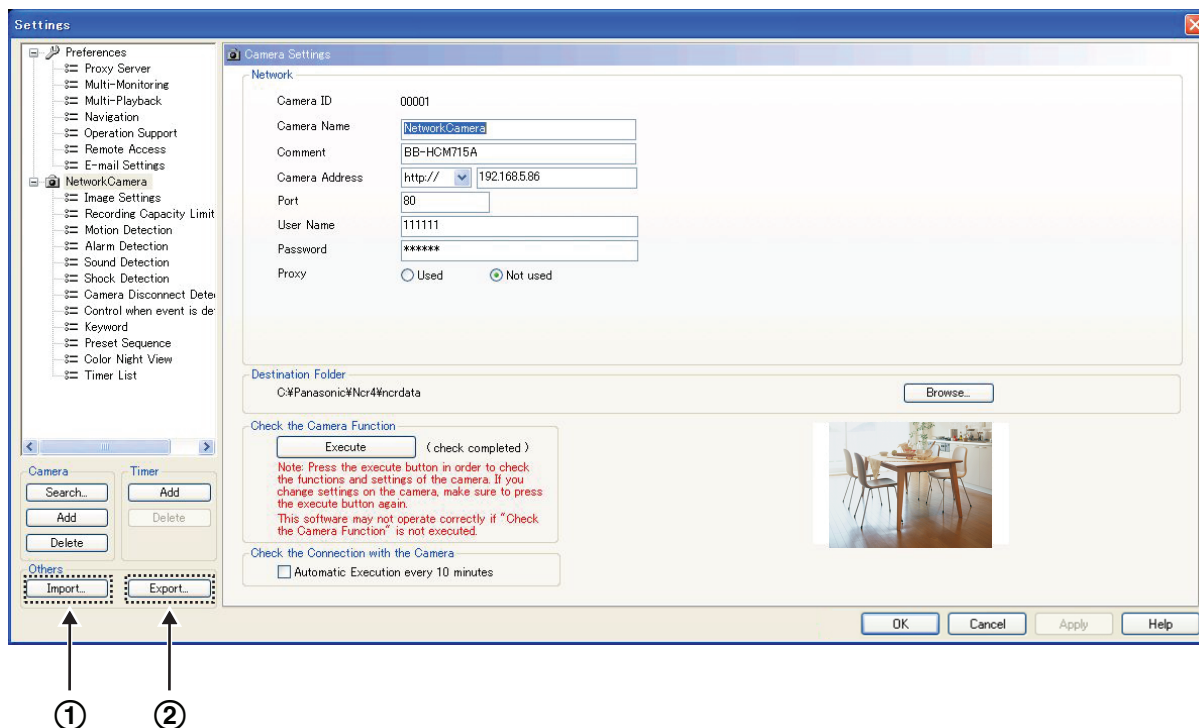 Settings
Preferences
Proxy Server
Multi-Monitoring
Multi-Playback
Navigation
Operation Support
Remote Access
E-mail Settings
NetworkCamera
Image Settings
Recording Capacity Limit
Motion Detection
Alarm Detection
Sound Detection
Shock Detection
Camera Disconnect Dete
Control when event is de
Keyword
Preset Sequence
Color Night View
Timer List
Camera
Search...
Add
Delete
Timer
Add
Delete
Others
Import...
Export...
Camera Settings
Network
Camera ID 00001
Camera Name NetworkCamera
Comment BB-HCM715A
Camera Address http:// 192.168.5.86
Port 80
User Name 111111
Password ******
Proxy Used Not used
Destination Folder
C:¥Panasonic¥Ncr4¥ncrdata Browse...
Check the Camera Function
Execute ( check completed )
Note: Press the execute button in order to check
the functions and settings of the camera. If you
change settings on the camera, make sure to press
the execute button again.
This software may not operate correctly if "Check
the Camera Function" is not executed.
Check the Connection with the Camera
Automatic Execution every 10 minutes
OK Cancel Apply Help
① ②